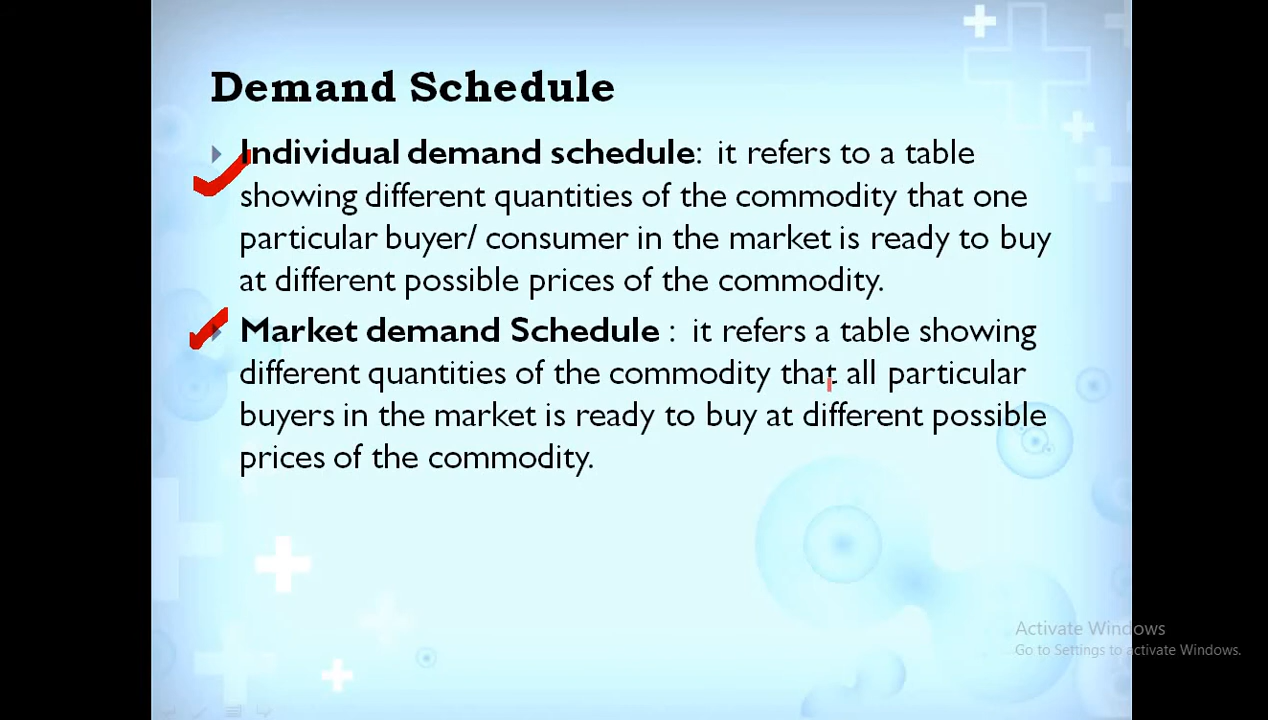 Demand Schedule
Individual demand schedule: it refers to a table
showing different quantities of the commodity that one
particular buyer/ consumer in the market is ready to buy
at different possible prices of the commodity.
Market demand Schedule : it refers a table showing
different quantities of the commodity that all particular
buyers in the market is ready to buy at different possible
prices of the commodity.
Activate Windows
Go to Settings to activate Windows.